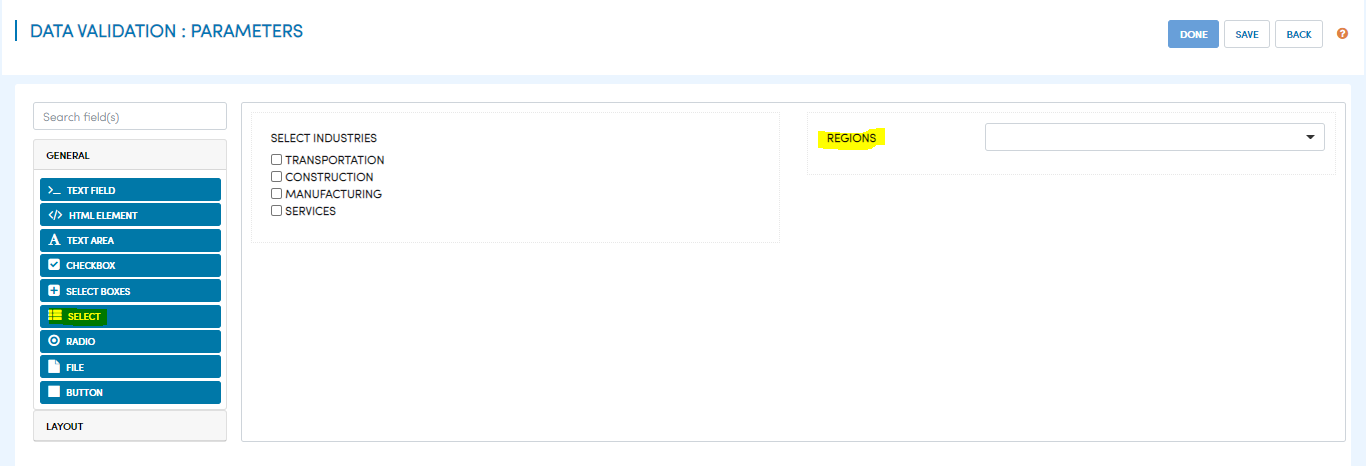 DATA VALIDATION : PARAMETERS
DONE
SAVE
BACK
?
Search field(s)
GENERAL
>_ TEXT FIELD
</> HTML ELEMENT
A TEXT AREA
CHECKBOX
SELECT BOXES
SELECT
RADIO
FILE
BUTTON
LAYOUT
SELECT INDUSTRIES
TRANSPORTATION
CONSTRUCTION
MANUFACTURING
SERVICES
REGIONS